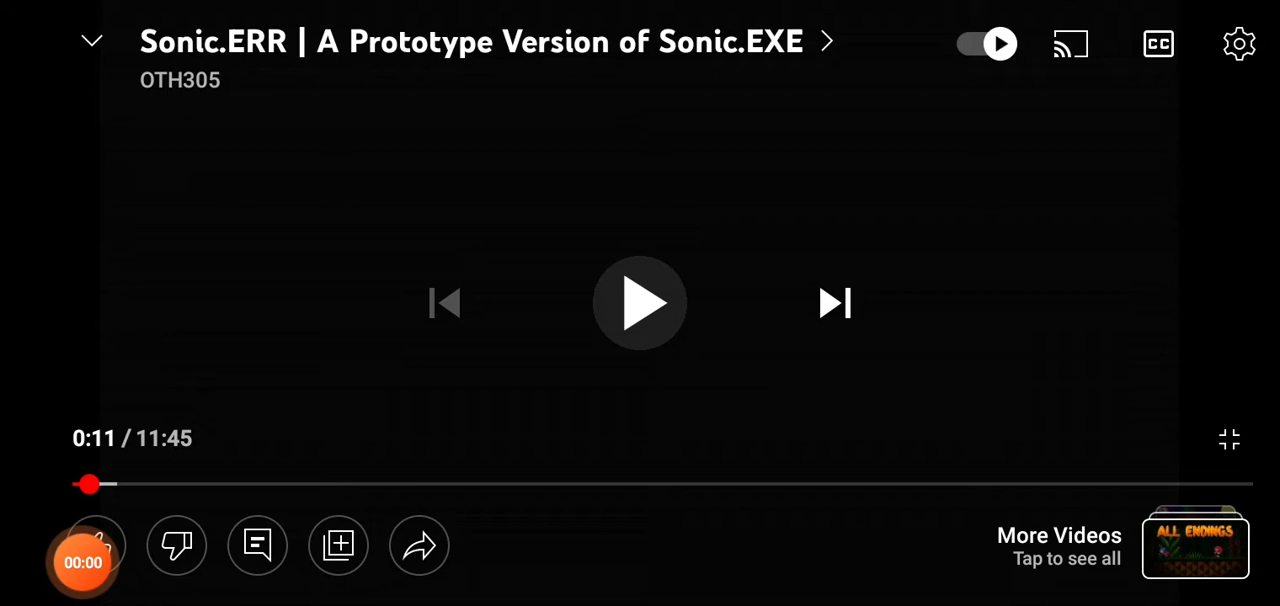 Sonic.ERR | A Prototype Version of Sonic.EXE
OTH305
CC
0:11 / 11:45
More Videos
Tap to see all
ALL ENDINGS
00:00